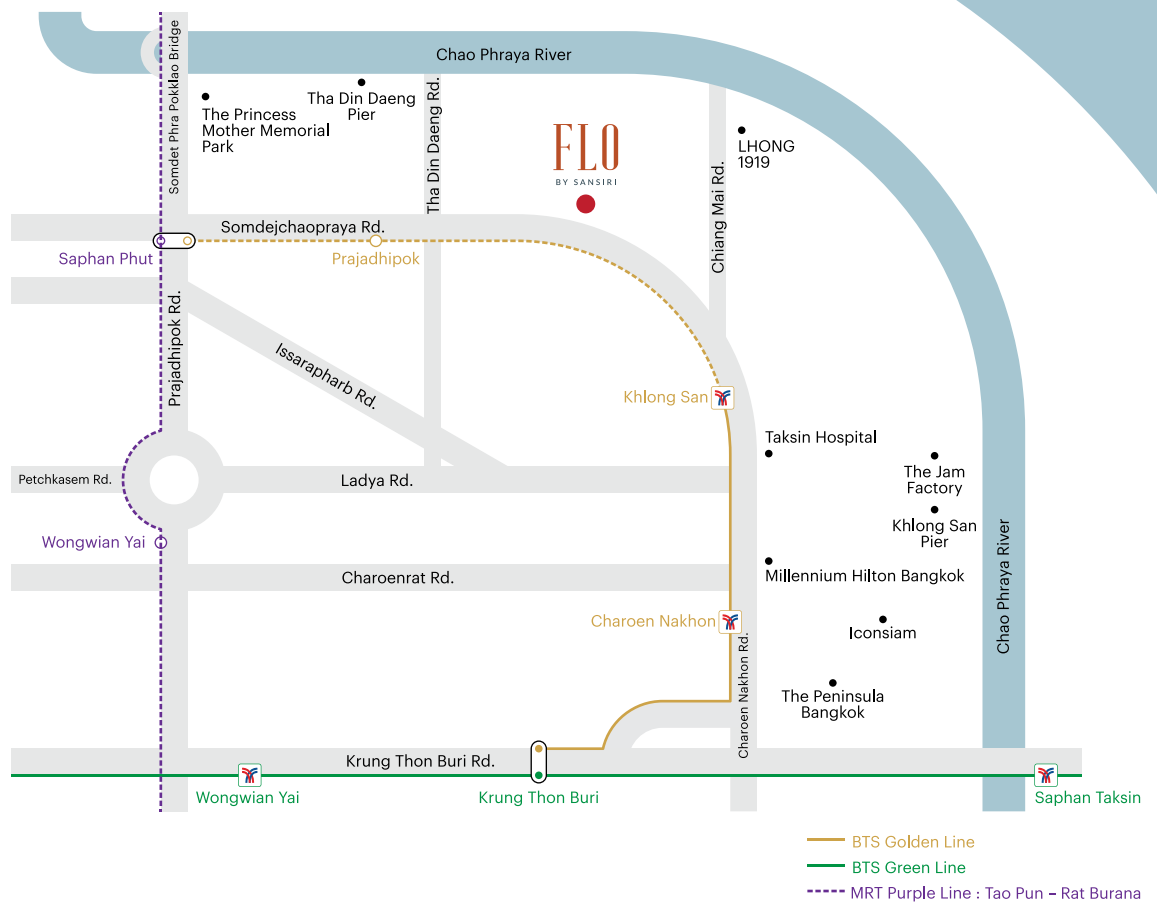 Chao Phraya River
Somdet Phra Pokklao Bridge
The Princess
Mother Memorial
Park
Tha Din Daeng
Pier
Tha Din Daeng Rd.
FLO
BY SANSIRI
Chiang Mai Rd.
LHONG
1919
Somdejchaopraya Rd.
Saphan Phut
Prajadhipok
Prajadhipok Rd.
Issarapharb Rd.
Khlong San
Taksin Hospital
The Jam
Factory
Petchkasem Rd.
Ladya Rd.
Khlong San
Pier
Wongwian Yai
Charoenrat Rd.
Millennium Hilton Bangkok
Chao Phraya River
Charoen Nakhon
Iconsiam
Charoen Nakhon Rd.
The Peninsula
Bangkok
Krung Thon Buri Rd.
Wongwian Yai
Krung Thon Buri
Saphan Taksin
BTS Golden Line
BTS Green Line
MRT Purple Line : Tao Pun – Rat Burana